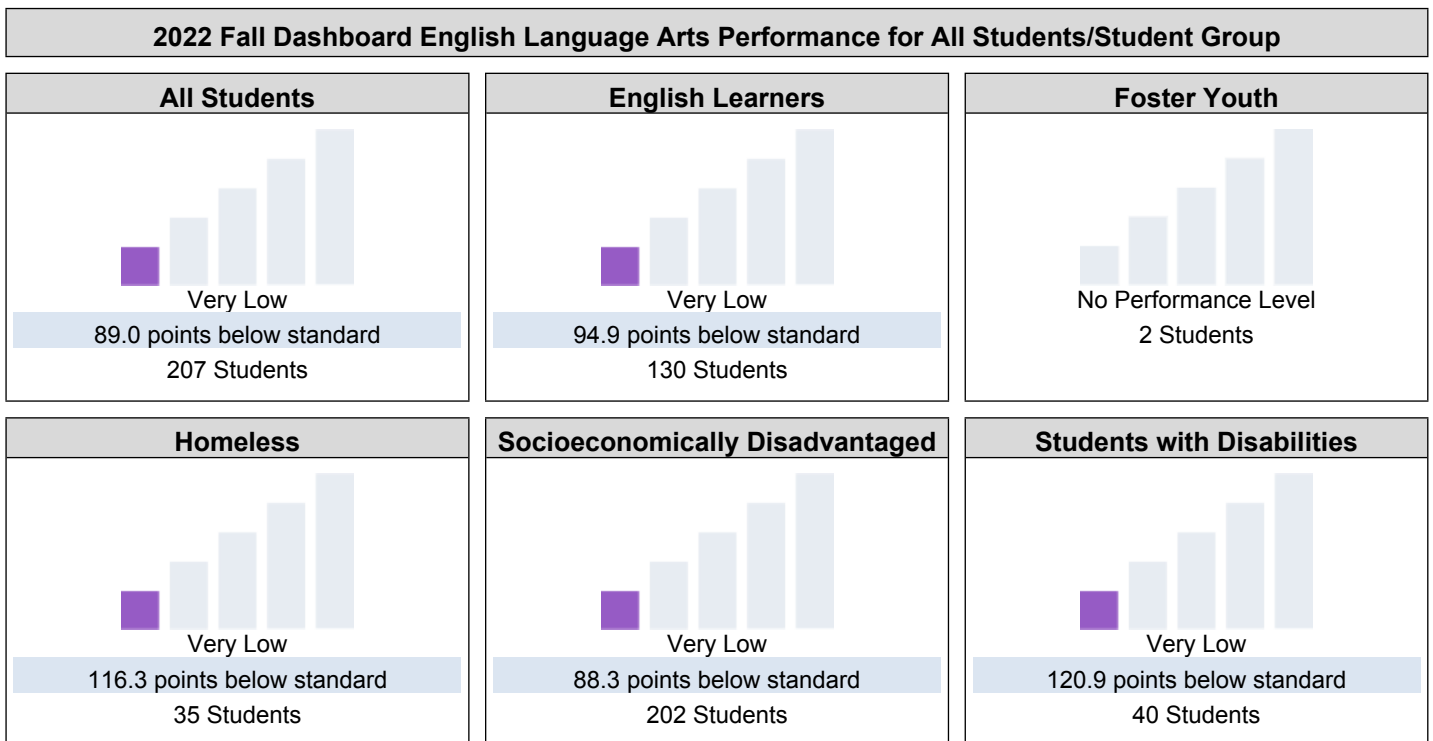 2022 Fall Dashboard English Language Arts Performance for All Students/Student Group
All Students
Very Low
89.0 points below standard
207 Students
English Learners
Very Low
94.9 points below standard
130 Students
Foster Youth
No Performance Level
2 Students
Homeless
Very Low
116.3 points below standard
35 Students
Socioeconomically Disadvantaged
Very Low
88.3 points below standard
202 Students
Students with Disabilities
Very Low
120.9 points below standard
40 Students